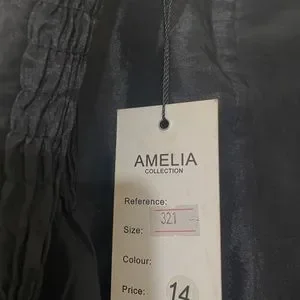 AMELIA
COLLECTION
Reference:
321
Size:
Colour:
Price: 14